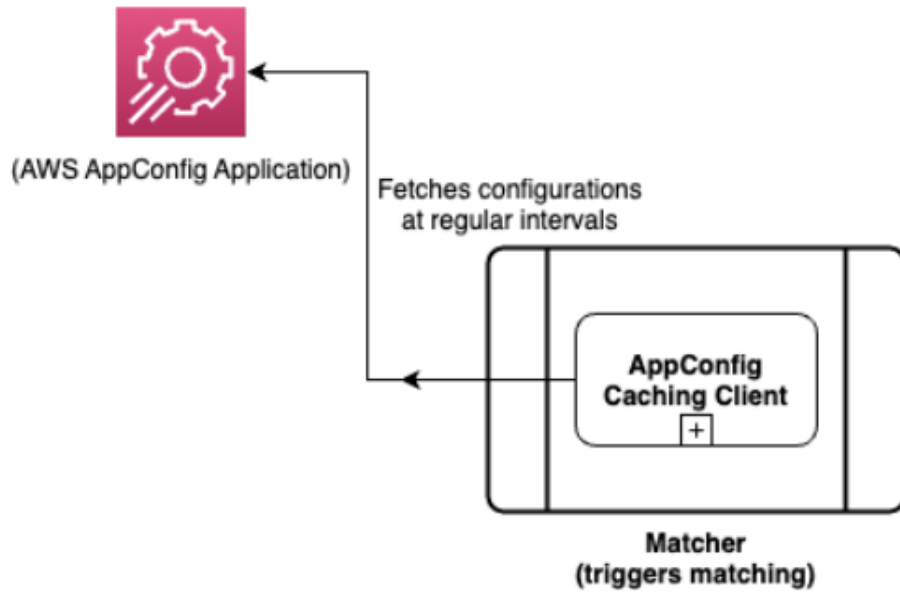 (AWS AppConfig Application)
Fetches configurations
at regular intervals
AppConfig
Caching Client
+
Matcher
(triggers matching)